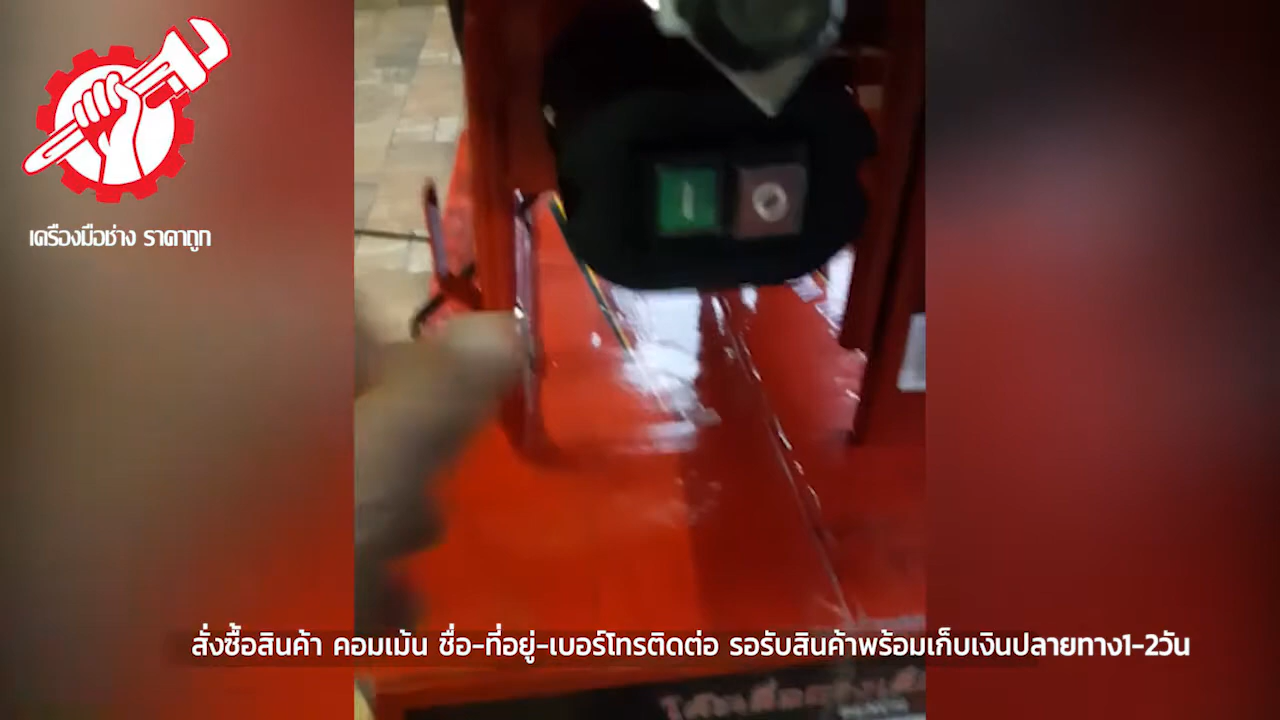 เครื่องมือช่าง ราคาถูก
สั่งซื้อสินค้า คอมเม้น ชื่อ-ที่อยู่-เบอร์โทรติดต่อ รอรับสินค้าพร้อมเก็บเงินปลายทาง1-2วัน